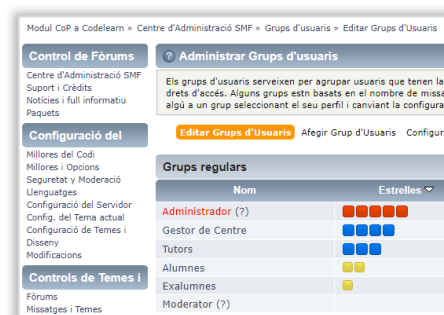 Modul CoP a Codelearn » Centre d'Administració SMF » Grups d'usuaris » Editar Grups d'Usuaris
Control de Fòrums
Centre d'Administració SMF
Suport i Crèdits
Notícies i full informatiu
Paquets
Configuració del
Millores del Codi
Millores i Opcions
Seguretat y Moderació
Llenguatges
Configuració del Servidor
Config. del Tema actual
Configuració de Temes i
Disseny
Modificacions
Controls de Temes i
Fòrums
Missatges i Temes
Administrar Grups d'usuaris
Els grups d'usuaris serveixen per agrupar usuaris que tenen la
drets d'accés. Alguns grups estn basats en el nombre de missa
algú a un grup seleccionant el seu perfil i canviant la configura
Editar Grups d'Usuaris Afegir Grup d'Usuaris Configur
Grups regulars
Nom Estrelles
Administrador (?)
Gestor de Centre
Tutors
Alumnes
Exalumnes
Moderator (?)